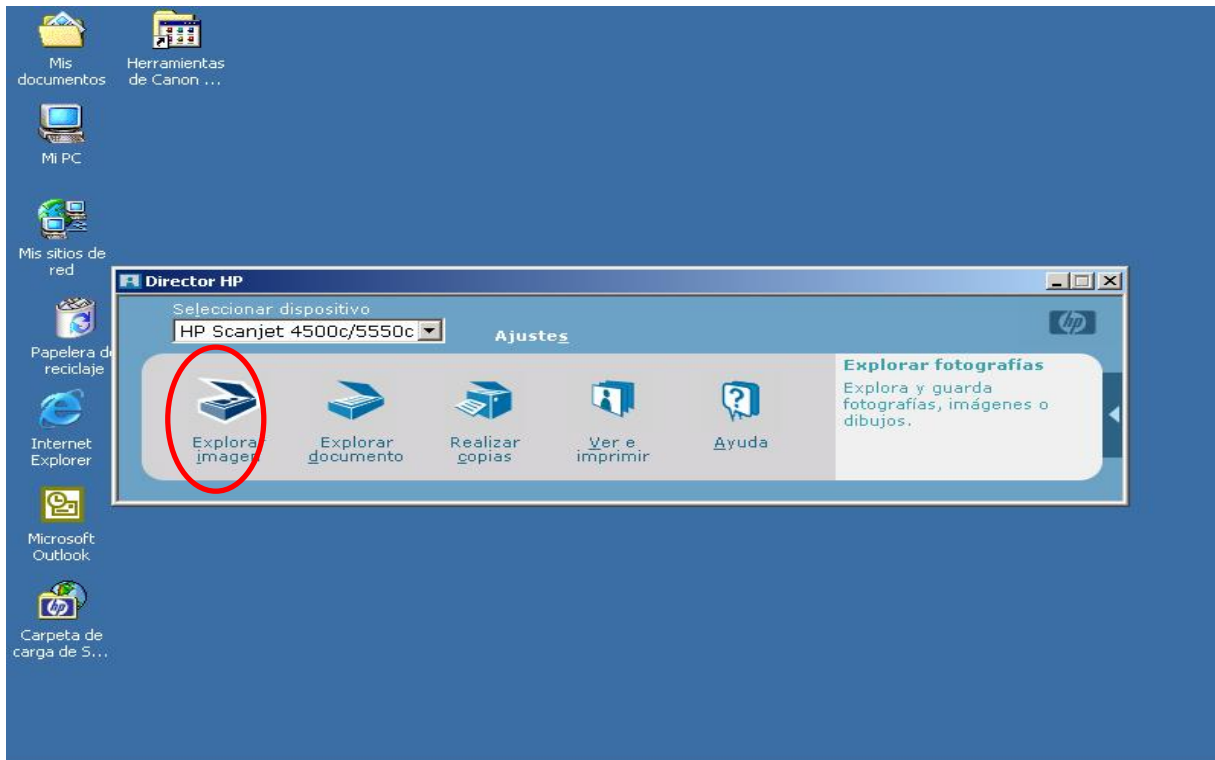 Mis
documentos
Herramientas
de Canon ...
Mi PC
Mis sitios de
red
Papelera d
reciclaje
Internet
Explorer
Microsoft
Outlook
Carpeta de
carga de S...
Director HP
Seleccionar dispositivo
HP Scanjet 4500c/5550c
Ajustes
hp
Explorar
imagen
Explorar
documento
Realizar
copias
Ver e
imprimir
Ayuda
Explorar fotografías
Explora y guarda
fotografías, imágenes o
dibujos.